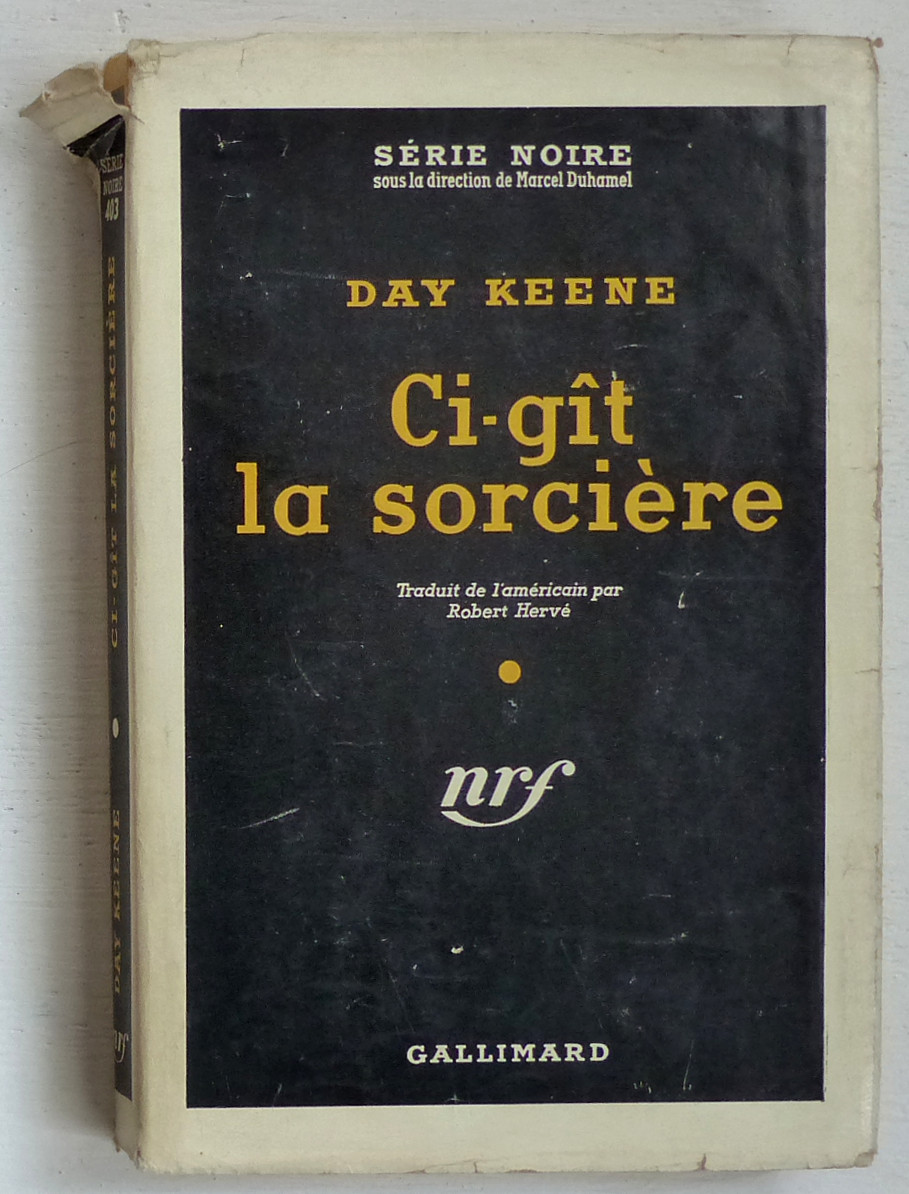 SÉRIE NOIRE
sous la direction de Marcel Duhamel
DAY KEENE
Ci-gît
la sorcière
Traduit de l'américain par
Robert Hervé
nrf
GALLIMARD
SÉRIE
NOIRE
403
CI-GÎT LA SORCIÈRE
DAY KEENE
nrf